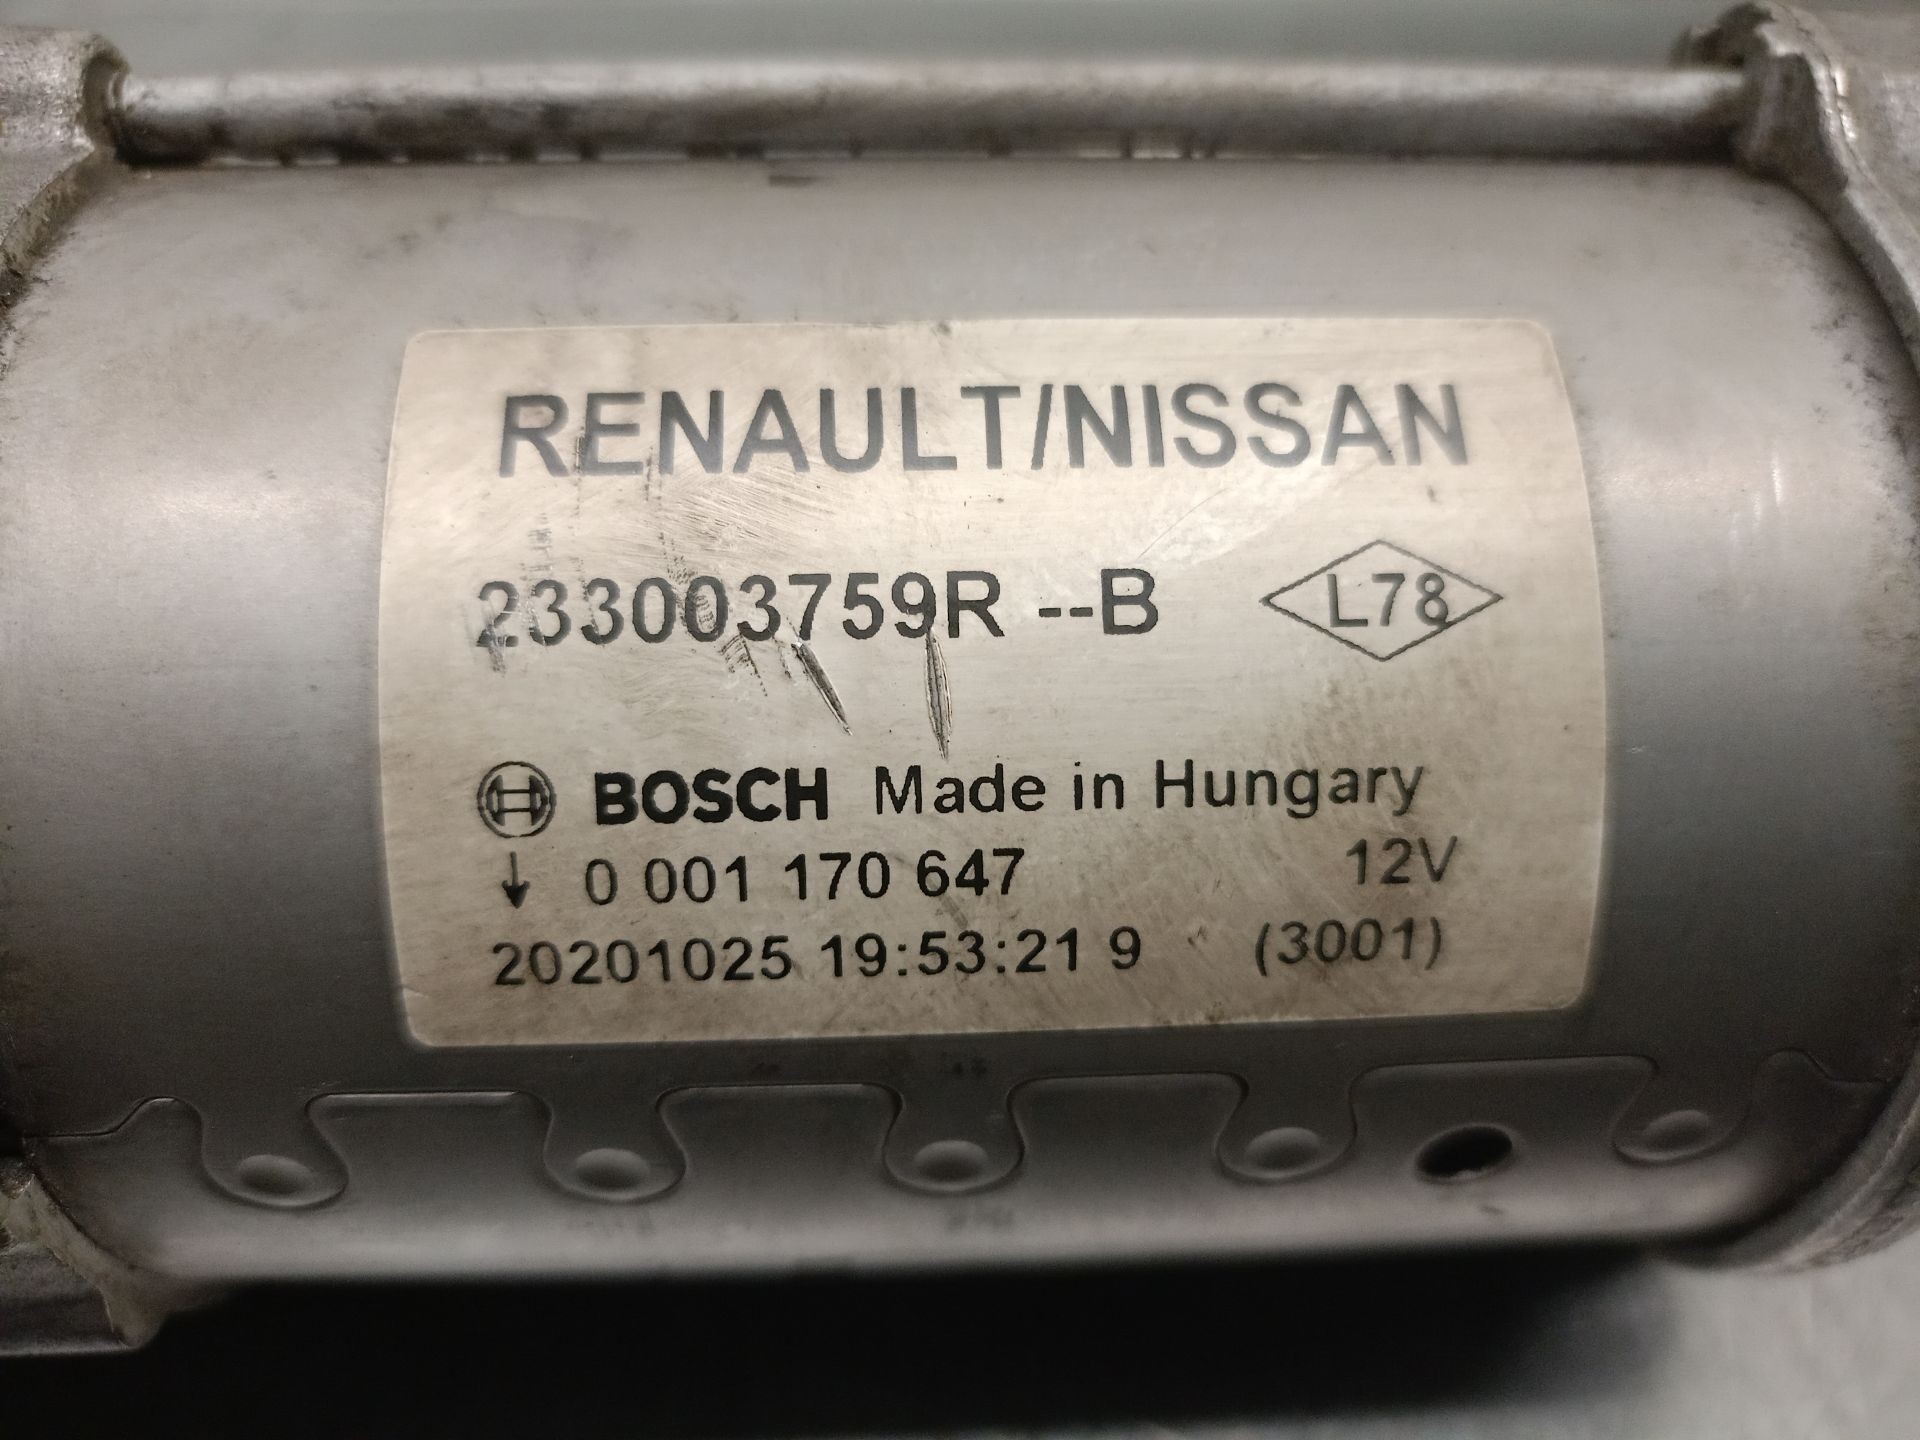 RENAULT/NISSAN
233003759R --B L78
BOSCH Made in Hungary
↓ 0 001 170 647 12V
20201025 19:53:21 9 (3001)